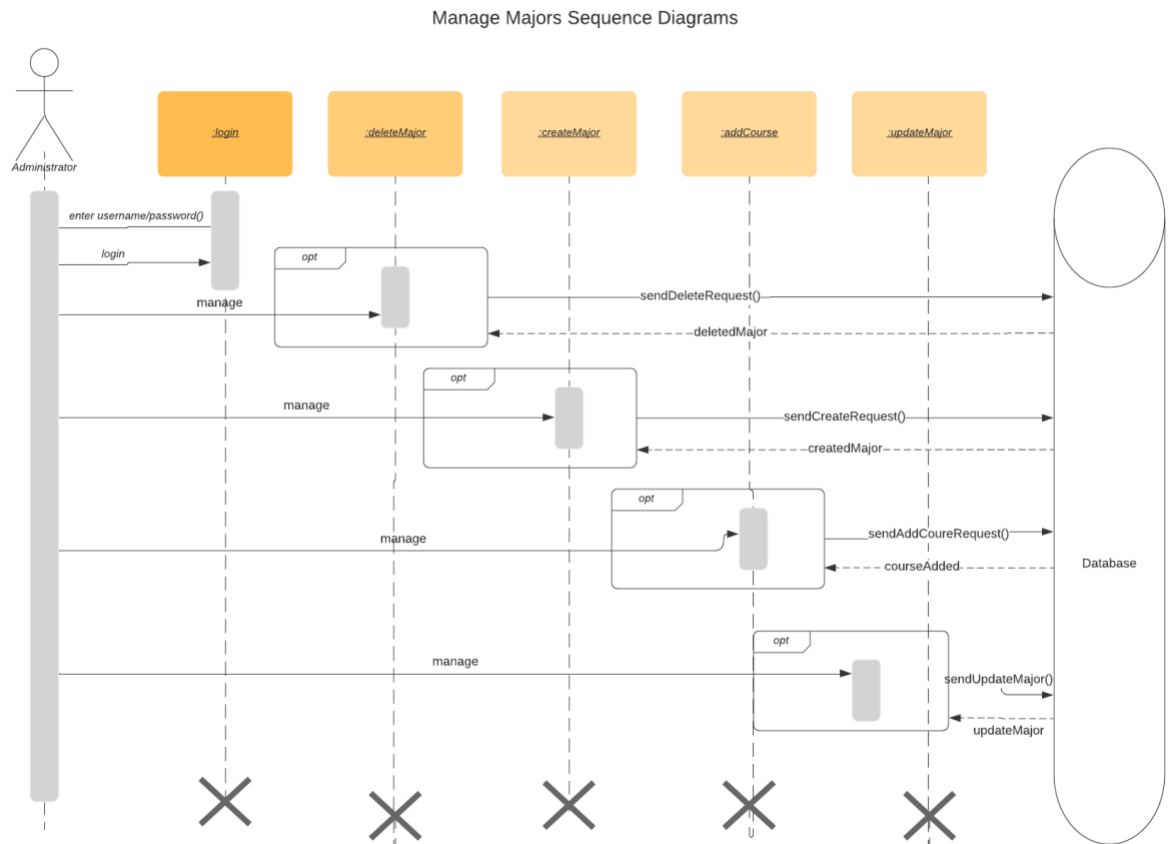 Manage Majors Sequence Diagrams
:login
:deleteMajor
:createMajor
:addCourse
:updateMajor
Administrator
enter username/password()
login
opt
manage
sendDeleteRequest()
deletedMajor
opt
manage
sendCreateRequest()
createdMajor
opt
manage
sendAddCoureRequest()
courseAdded
Database
opt
manage
sendUpdateMajor()
updateMajor